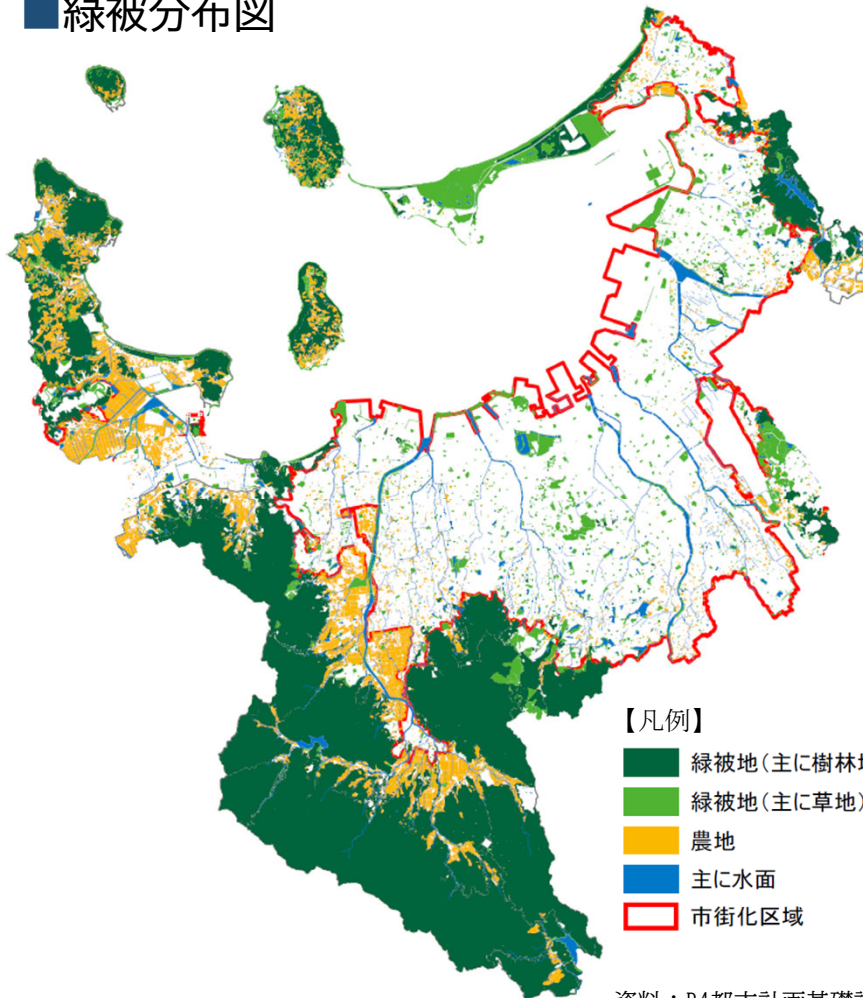 ■緑被分布図
【凡例】
緑被地(主に樹林地
緑被地(主に草地)
農地
主に水面
市街化区域
資料：R4都市計画基礎調